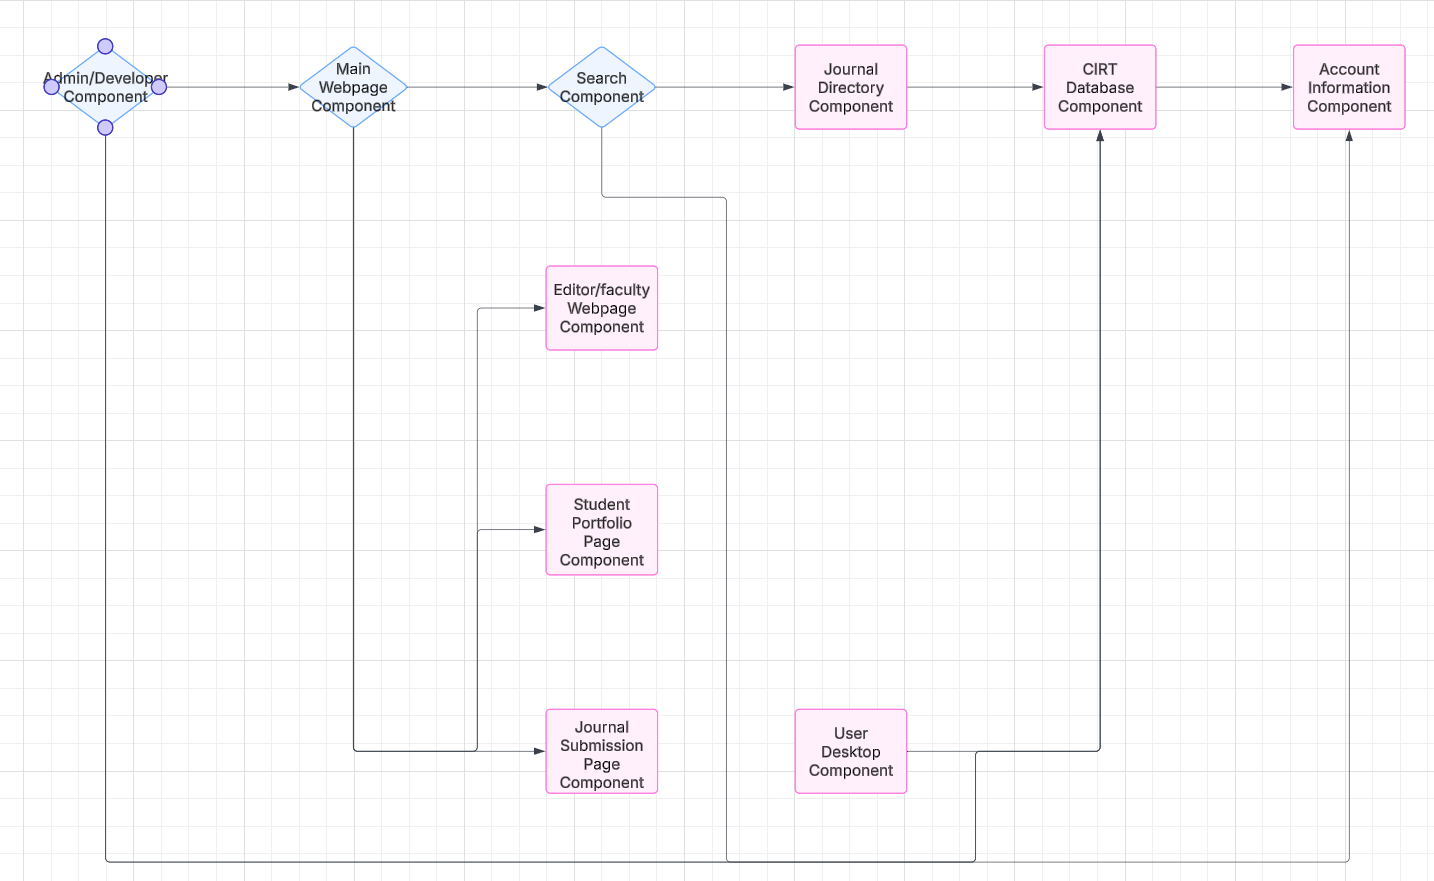 Admin/Developer
Component
Main
Webpage
Component
Search
Component
Journal
Directory
Component
CIRT
Database
Component
Account
Information
Component
Editor/faculty
Webpage
Component
Student
Portfolio
Page
Component
Journal
Submission
Page
Component
User
Desktop
Component